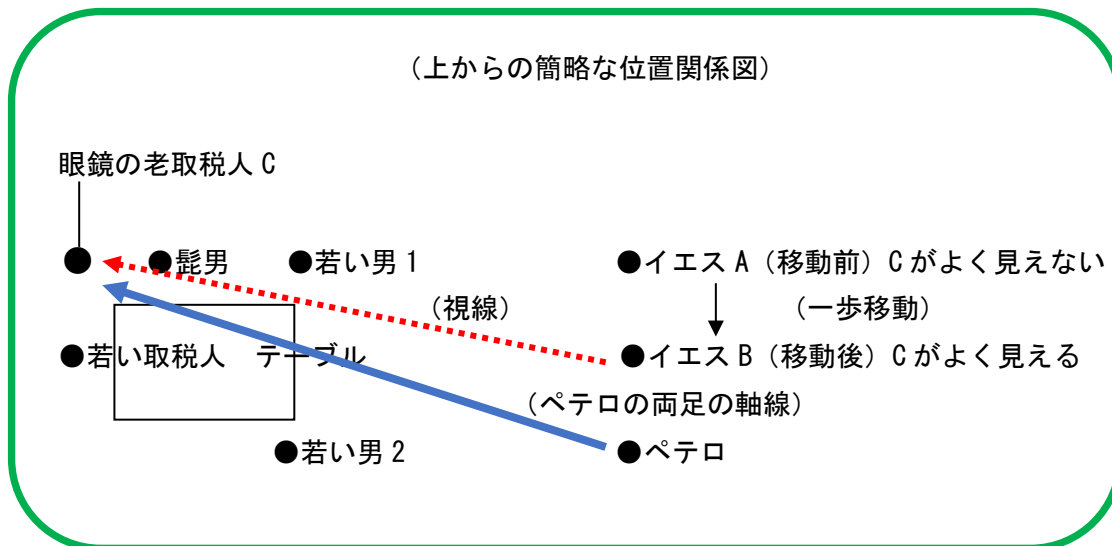 （上からの簡略な位置関係図）
眼鏡の老取税人 C
●髭男　●若い男 1　●イエス A（移動前）C がよく見えない
（視線）　（一歩移動）
●若い取税人　テーブル　●イエス B（移動後）C がよく見える
（ペテロの両足の軸線）
●若い男 2　●ペテロ